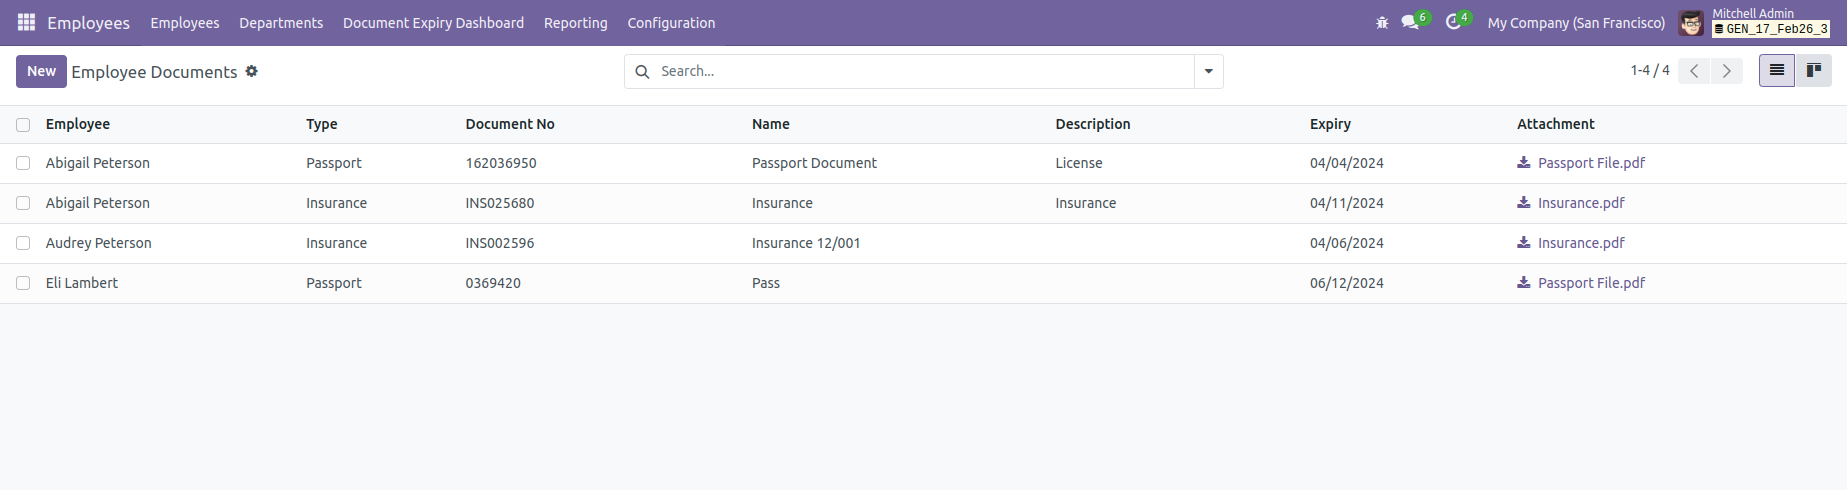 Employees Employees Departments Document Expiry Dashboard Reporting Configuration 6 4 My Company (San Francisco) Mitchell Admin
GEN_17_Feb26_3
New Employee Documents Search... 1-4 / 4
Employee Type Document No Name Description Expiry Attachment
Abigail Peterson Passport 162036950 Passport Document License 04/04/2024 Passport File.pdf
Abigail Peterson Insurance INS025680 Insurance Insurance 04/11/2024 Insurance.pdf
Audrey Peterson Insurance INS002596 Insurance 12/001 04/06/2024 Insurance.pdf
Eli Lambert Passport 0369420 Pass 06/12/2024 Passport File.pdf